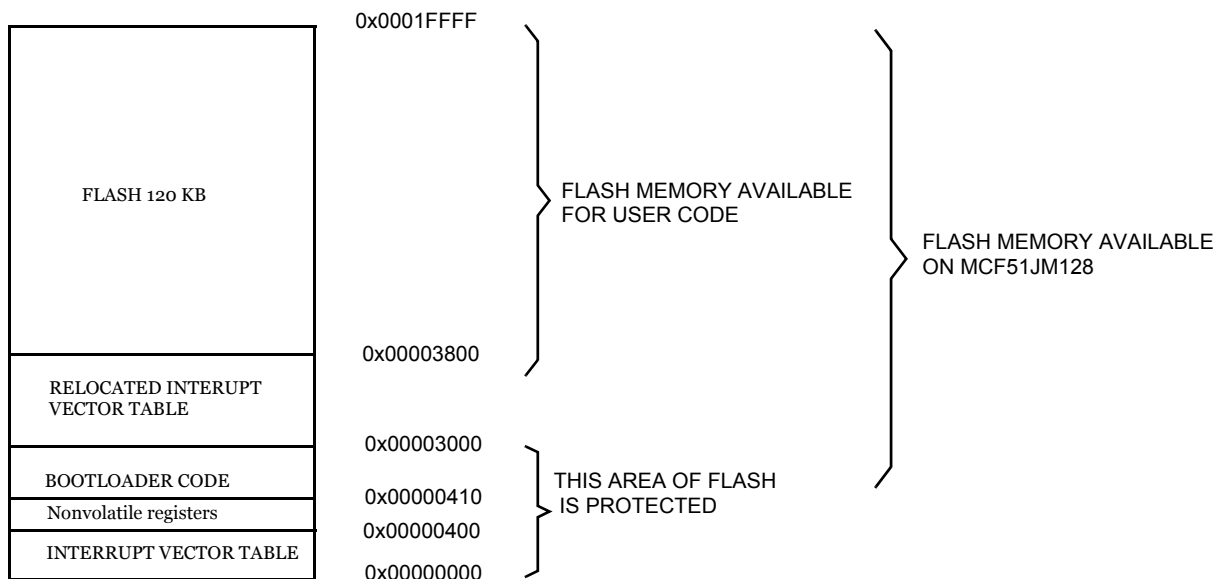 0x0001FFFF
FLASH 120 KB
FLASH MEMORY AVAILABLE
FOR USER CODE
FLASH MEMORY AVAILABLE
ON MCF51JM128
0x00003800
RELOCATED INTERUPT
VECTOR TABLE
0x00003000
BOOTLOADER CODE
THIS AREA OF FLASH
IS PROTECTED
0x00000410
Nonvolatile registers
0x00000400
INTERRUPT VECTOR TABLE
0x00000000